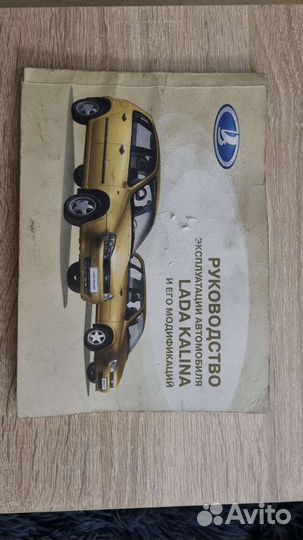 РУКОВОДСТВО
ЭКСПЛУАТАЦИИ АВТОМОБИЛЯ
LADA KALINA
И ЕГО МОДИФИКАЦИЙ
Avito